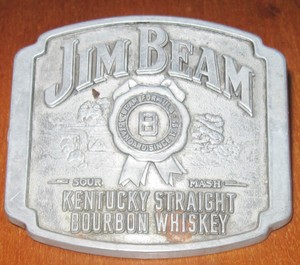 JIM BEAM
B
SOUR MASH
KENTUCKY STRAIGHT
BOURBON WHISKEY